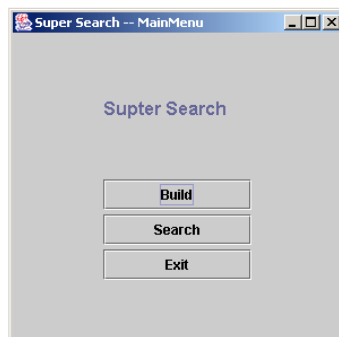 Super Search -- MainMenu
Supter Search
Build
Search
Exit